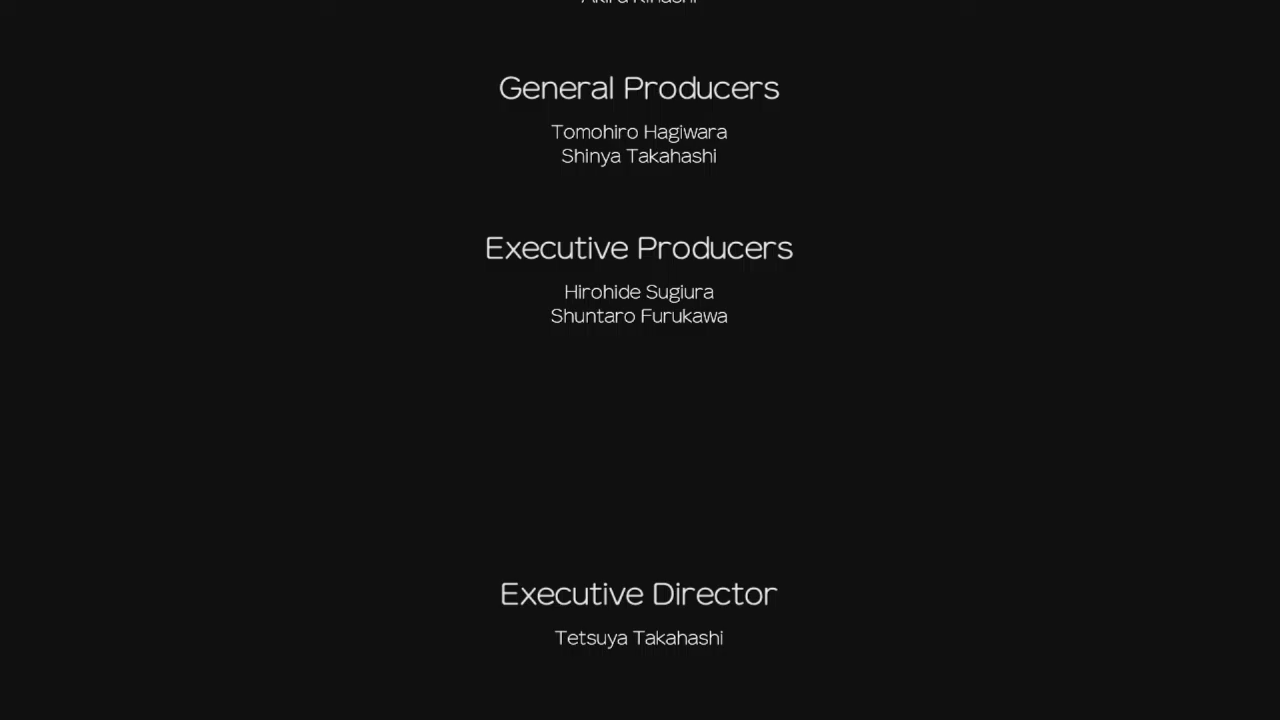 General Producers
Tomohiro Hagiwara
Shinya Takahashi
Executive Producers
Hirohide Sugiura
Shuntaro Furukawa
Executive Director
Tetsuya Takahashi